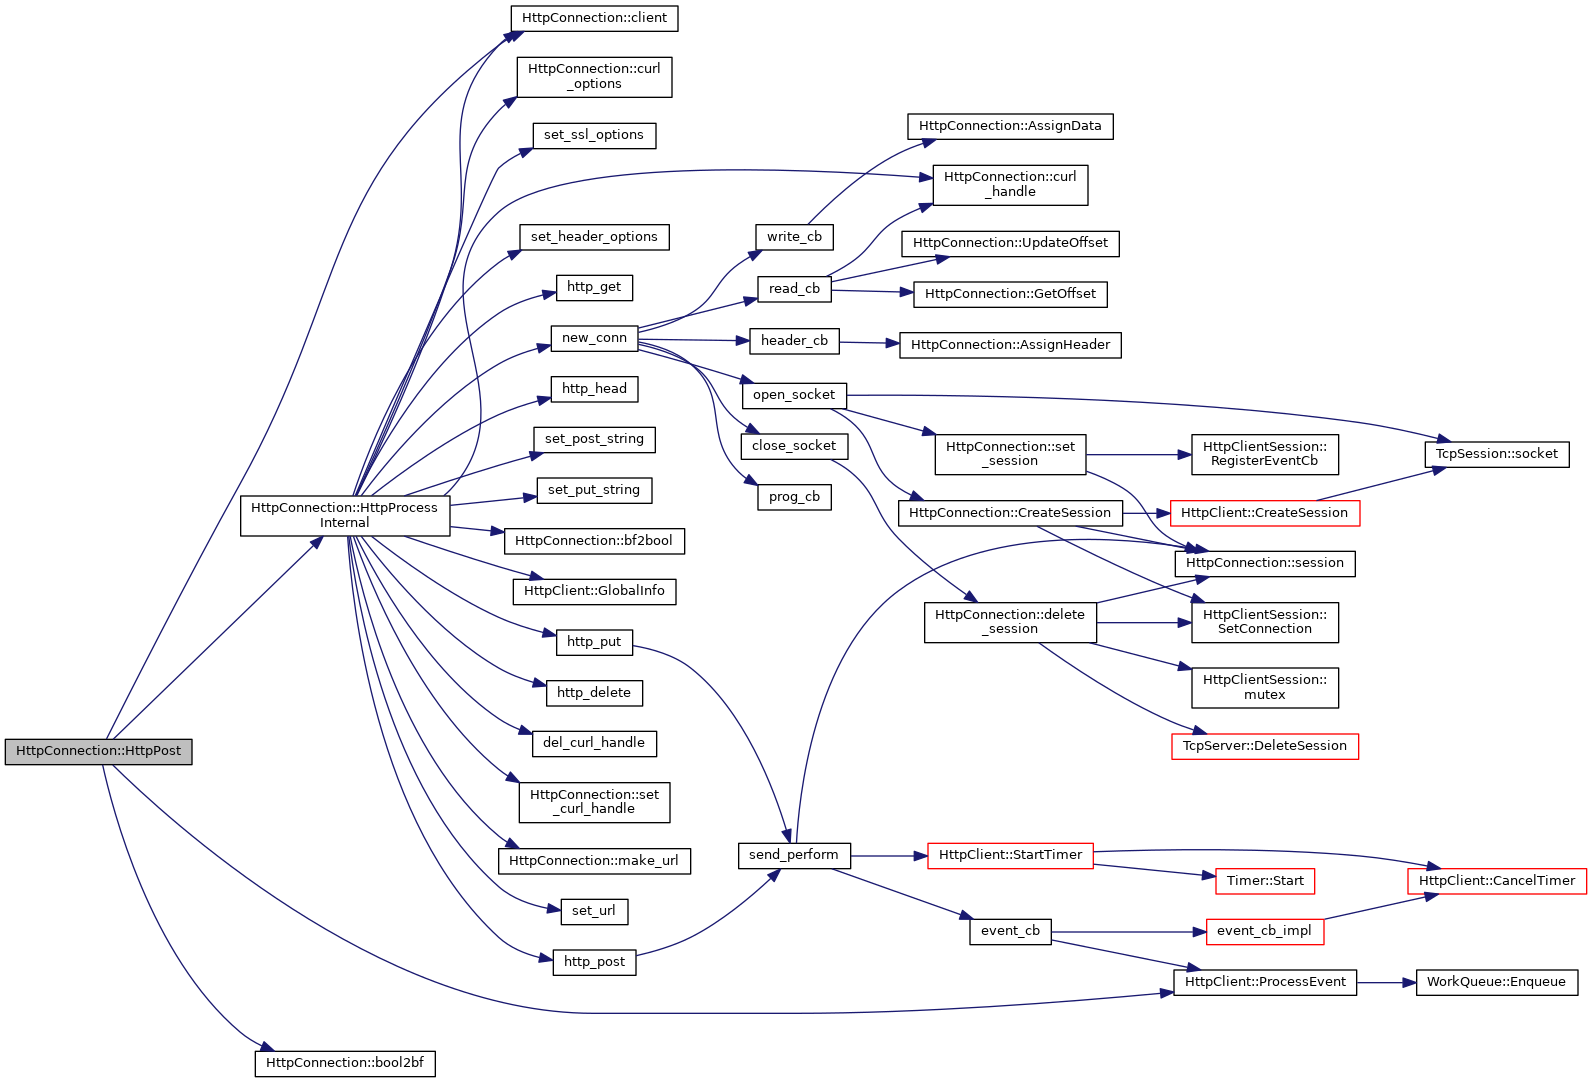 HttpConnection::client
HttpConnection::curl
_options
set_ssl_options
HttpConnection::AssignData
HttpConnection::curl
_handle
set_header_options
write_cb
HttpConnection::UpdateOffset
http_get
read_cb
HttpConnection::GetOffset
new_conn
header_cb
HttpConnection::AssignHeader
http_head
open_socket
set_post_string
close_socket
HttpConnection::set
_session
HttpClientSession::
RegisterEventCb
TcpSession::socket
set_put_string
prog_cb
HttpConnection::HttpProcess
Internal
HttpConnection::CreateSession
HttpClient::CreateSession
HttpConnection::bf2bool
HttpConnection::session
HttpClient::GlobalInfo
HttpConnection::delete
_session
HttpClientSession::
SetConnection
http_put
http_delete
HttpClientSession::
mutex
HttpConnection::HttpPost
del_curl_handle
TcpServer::DeleteSession
HttpConnection::set
_curl_handle
HttpConnection::make_url
send_perform
HttpClient::StartTimer
Timer::Start
HttpClient::CancelTimer
set_url
event_cb
event_cb_impl
http_post
HttpClient::ProcessEvent
WorkQueue::Enqueue
HttpConnection::bool2bf